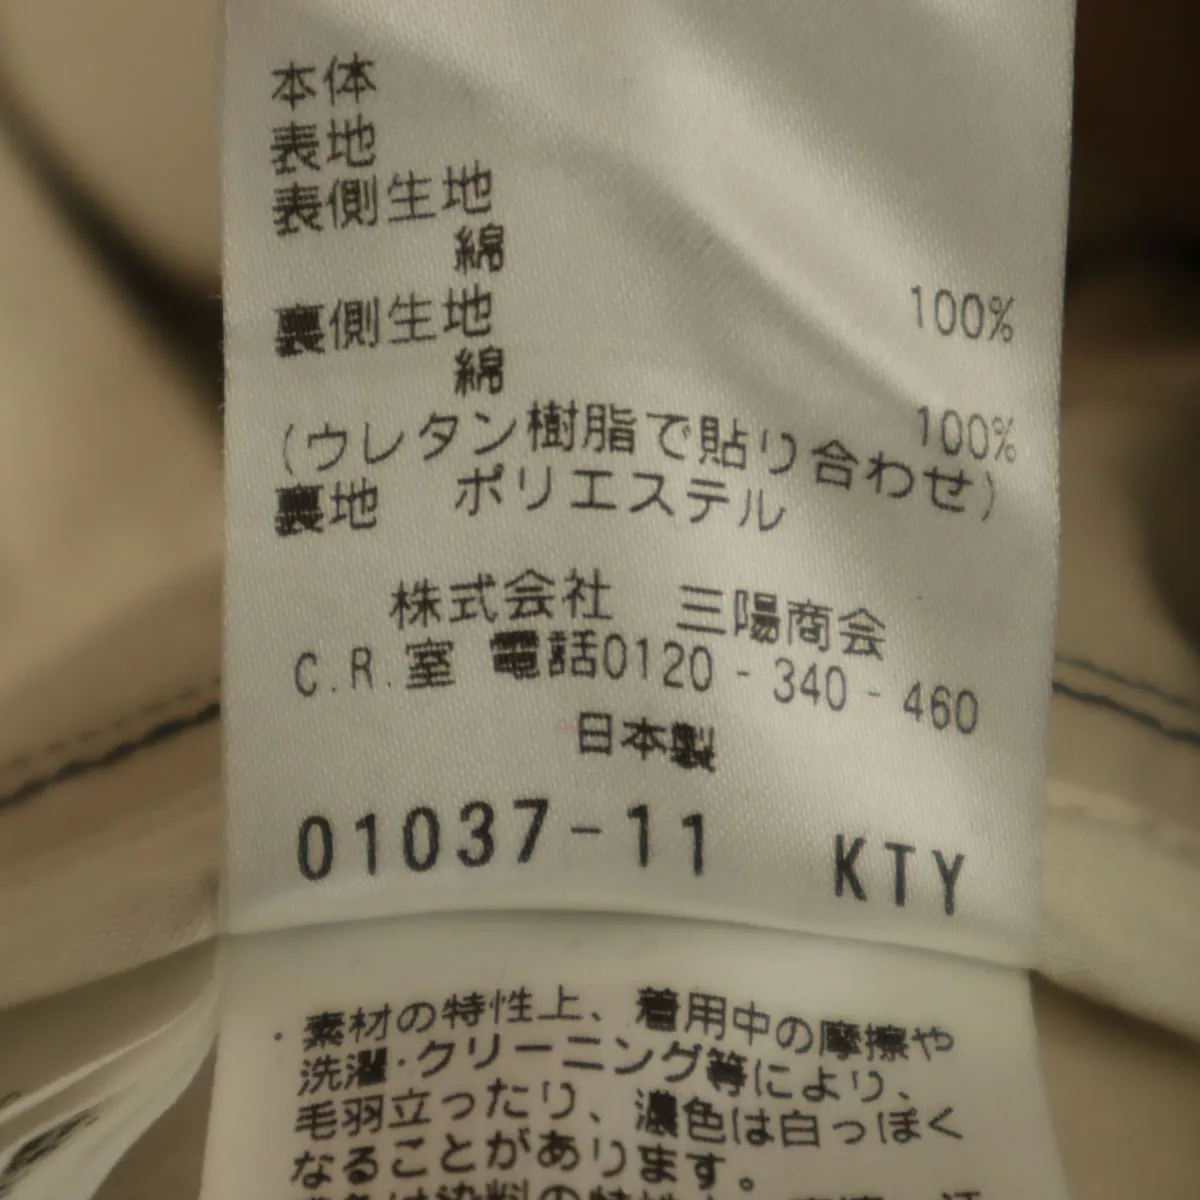 本体
表地
表側生地
綿 100%
裏側生地
綿 100%
(ウレタン樹脂で貼り合わせ)
裏地 ポリエステル
株式会社 三陽商会
C.R.室 電話0120-340-460
日本製
01037-11 KTY
・素材の特性上、着用中の摩擦や
洗濯・クリーニング等により、
毛羽立ったり、濃色は白っぽく
なることがあります。